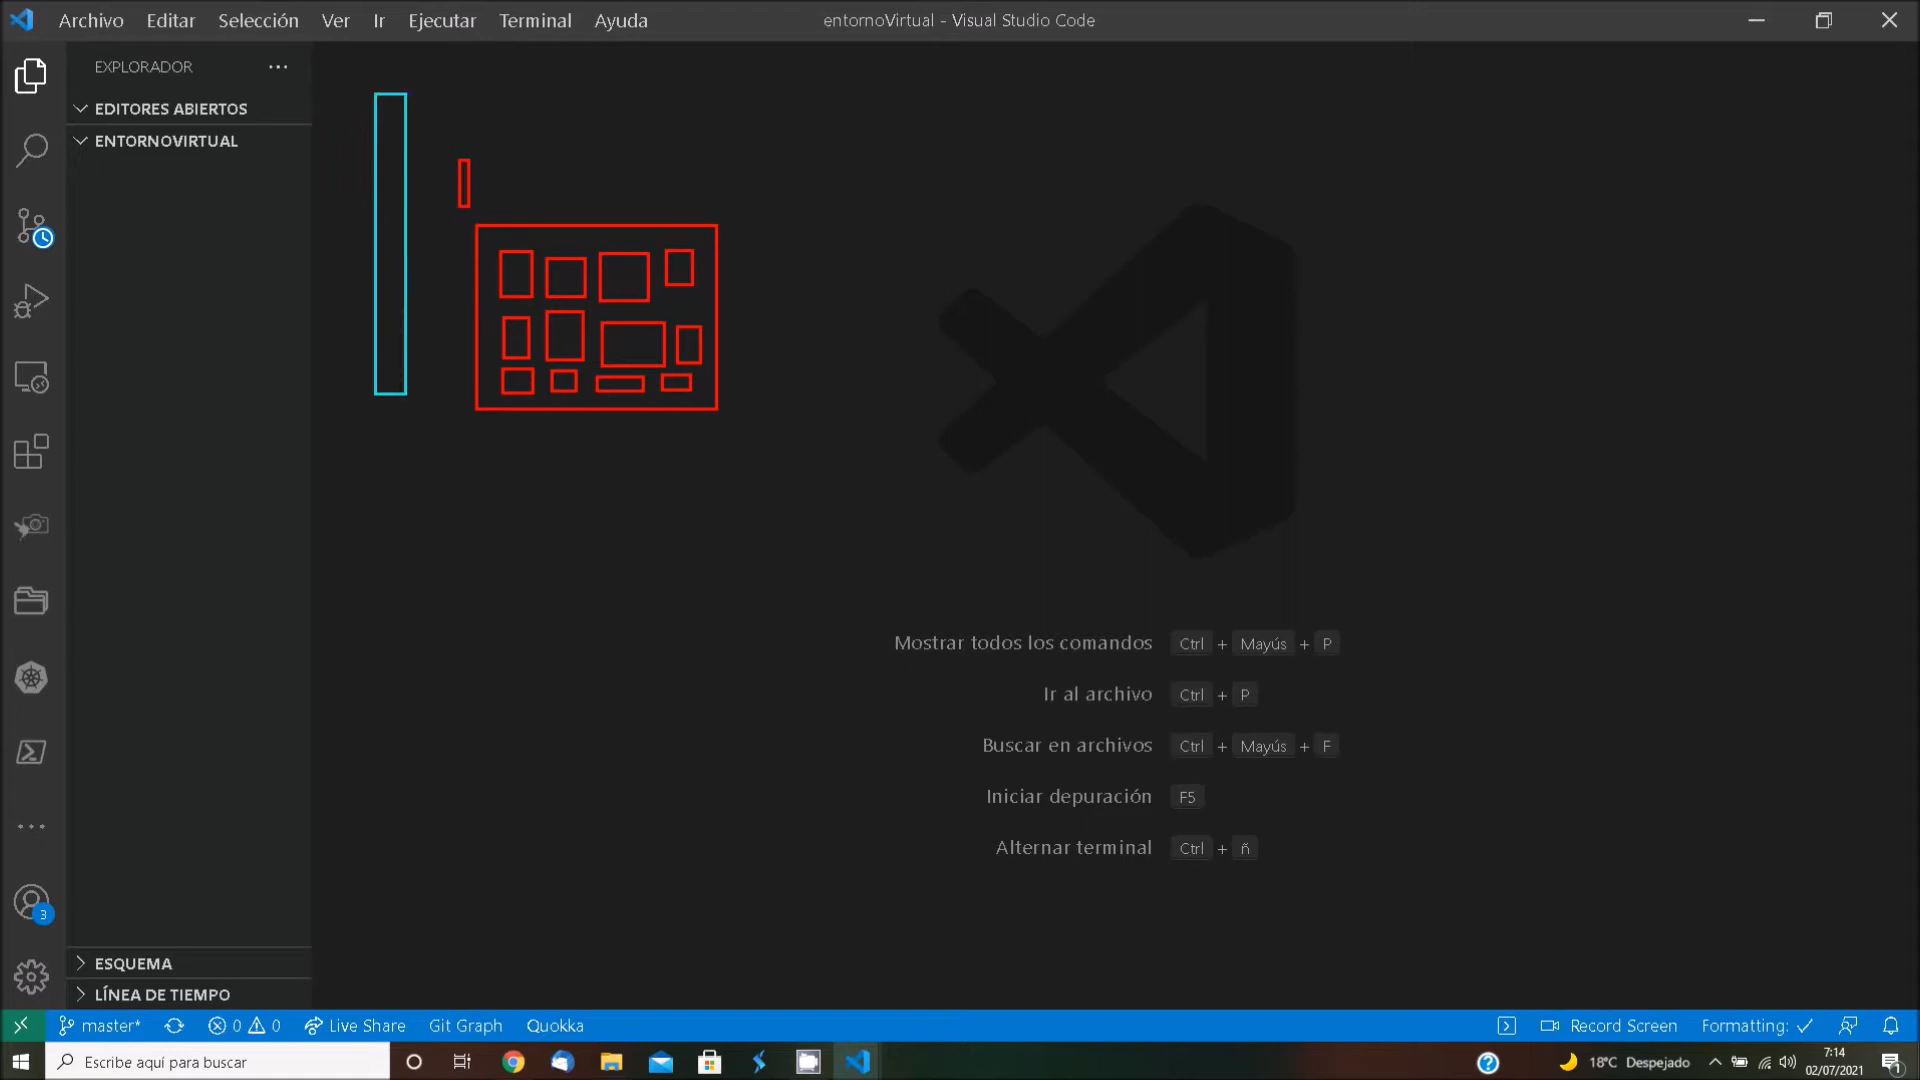 Archivo Editar Selección Ver Ir Ejecutar Terminal Ayuda entornoVirtual - Visual Studio Code
EXPLORADOR
EDITORES ABIERTOS
ENTORNOVIRTUAL
Mostrar todos los comandos Ctrl + Mayús + P
Ir al archivo Ctrl + P
Buscar en archivos Ctrl + Mayús + F
Iniciar depuración F5
Alternar terminal Ctrl + ñ
3
ESQUEMA
LÍNEA DE TIEMPO
master* 0 0 Live Share Git Graph Quokka Record Screen Formatting:
Escribe aquí para buscar 18°C Despejado 7:14
02/07/2021 1